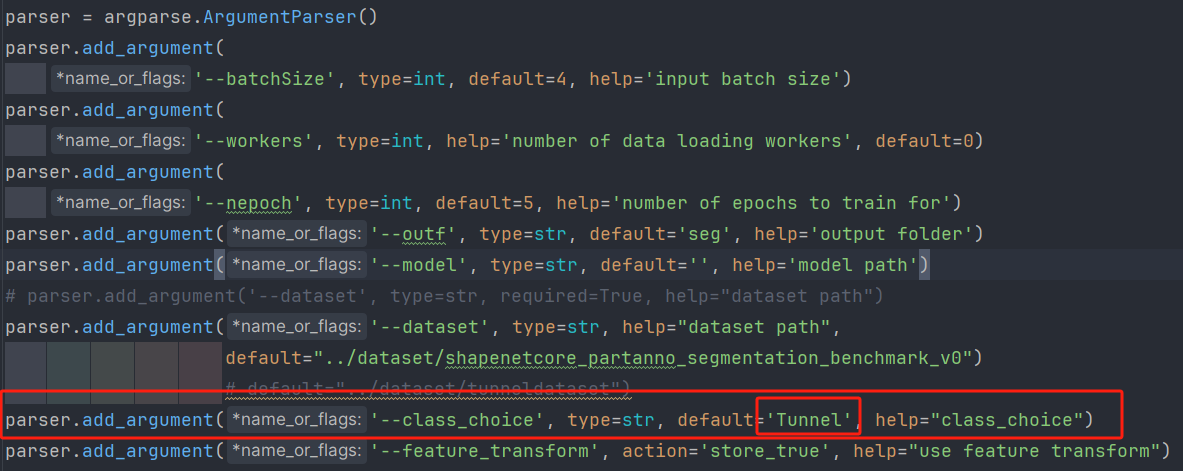 parser = argparse.ArgumentParser()
parser.add_argument(
*name_or_flags: '--batchSize', type=int, default=4, help='input batch size')
parser.add_argument(
*name_or_flags: '--workers', type=int, help='number of data loading workers', default=0)
parser.add_argument(
*name_or_flags: '--nepoch', type=int, default=5, help='number of epochs to train for')
parser.add_argument( *name_or_flags: '--outf', type=str, default='seg', help='output folder')
parser.add_argument( *name_or_flags: '--model', type=str, default='', help='model path')
# parser.add_argument('--dataset', type=str, required=True, help="dataset path")
parser.add_argument( *name_or_flags: '--dataset', type=str, help="dataset path",
default="../dataset/shapenetcore_partanno_segmentation_benchmark_v0")
# default="../dataset/tunneldataset")
parser.add_argument( *name_or_flags: '--class_choice', type=str, default='Tunnel', help="class_choice")
parser.add_argument( *name_or_flags: '--feature_transform', action='store_true', help="use feature transform")